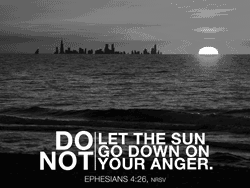 DO NOT
LET THE SUN
GO DOWN ON
YOUR ANGER.
EPHESIANS 4:26, NRSV